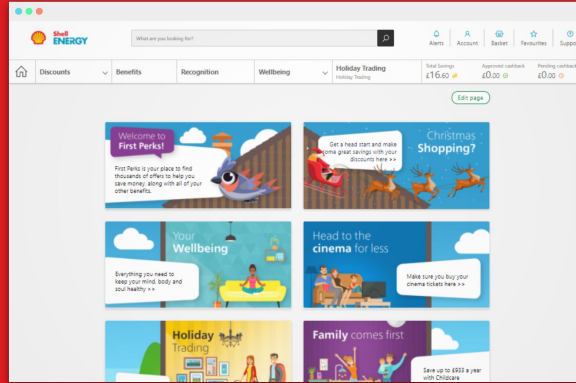 Shell
ENERGY
What are you looking for?
Alerts
Account
Basket
Favourites
Suppo
Discounts
Benefits
Recognition
Wellbeing
Holiday Trading
Holiday Trading
Total Savings
£16.60
Approved cashback
£0.00
Pending cashback
£0.00
Edit page
Welcome to
First Perks!
First Perks is your place to find
thousands of offers to help you
save money, along with all of your
other benefits.
Christmas
Shopping?
Get a head start and make
some great savings with your
discounts here >>
Your
Wellbeing
Everything you need to
keep your mind, body and
soul healthy >>
Head to the
cinema for less
Make sure you buy your
cinema tickets here >>
Holiday
Trading
Family comes first
Save up to £933 a year
with Childcare